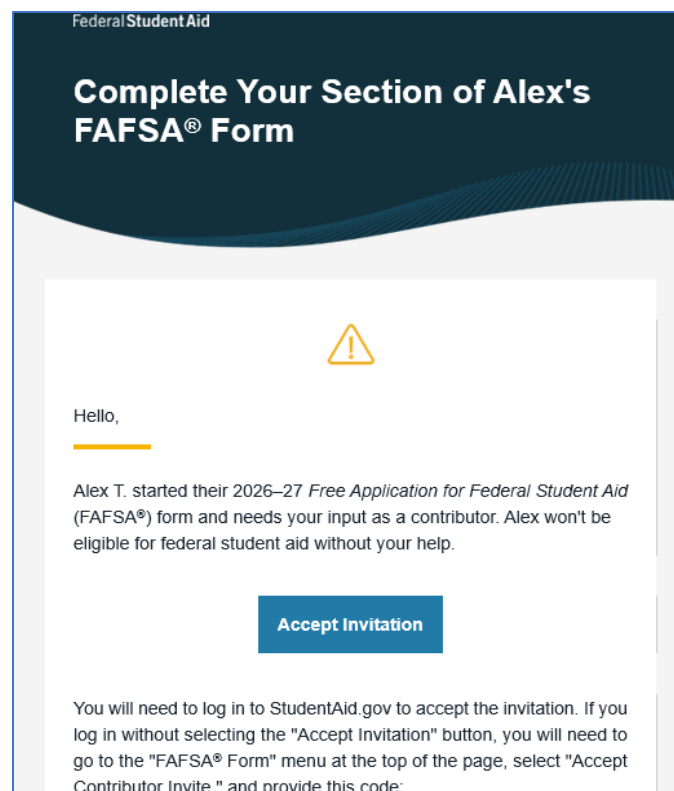 Federal Student Aid
Complete Your Section of Alex's
FAFSA® Form
Hello,
Alex T. started their 2026–27 Free Application for Federal Student Aid
(FAFSA®) form and needs your input as a contributor. Alex won't be
eligible for federal student aid without your help.
Accept Invitation
You will need to log in to StudentAid.gov to accept the invitation. If you
log in without selecting the "Accept Invitation" button, you will need to
go to the "FAFSA® Form" menu at the top of the page, select "Accept
Contributor Invite," and provide this code: